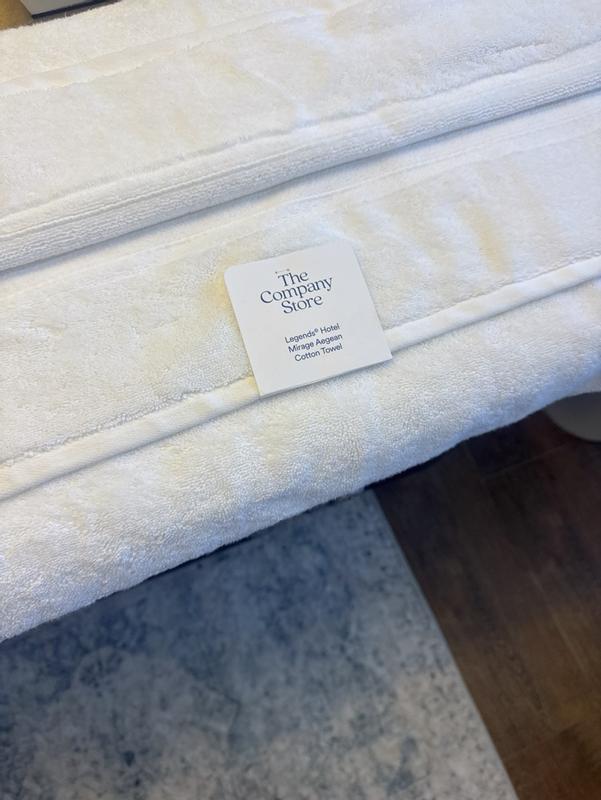 The
Company
Store
Legends® Hotel
Mirage Aegean
Cotton Towel